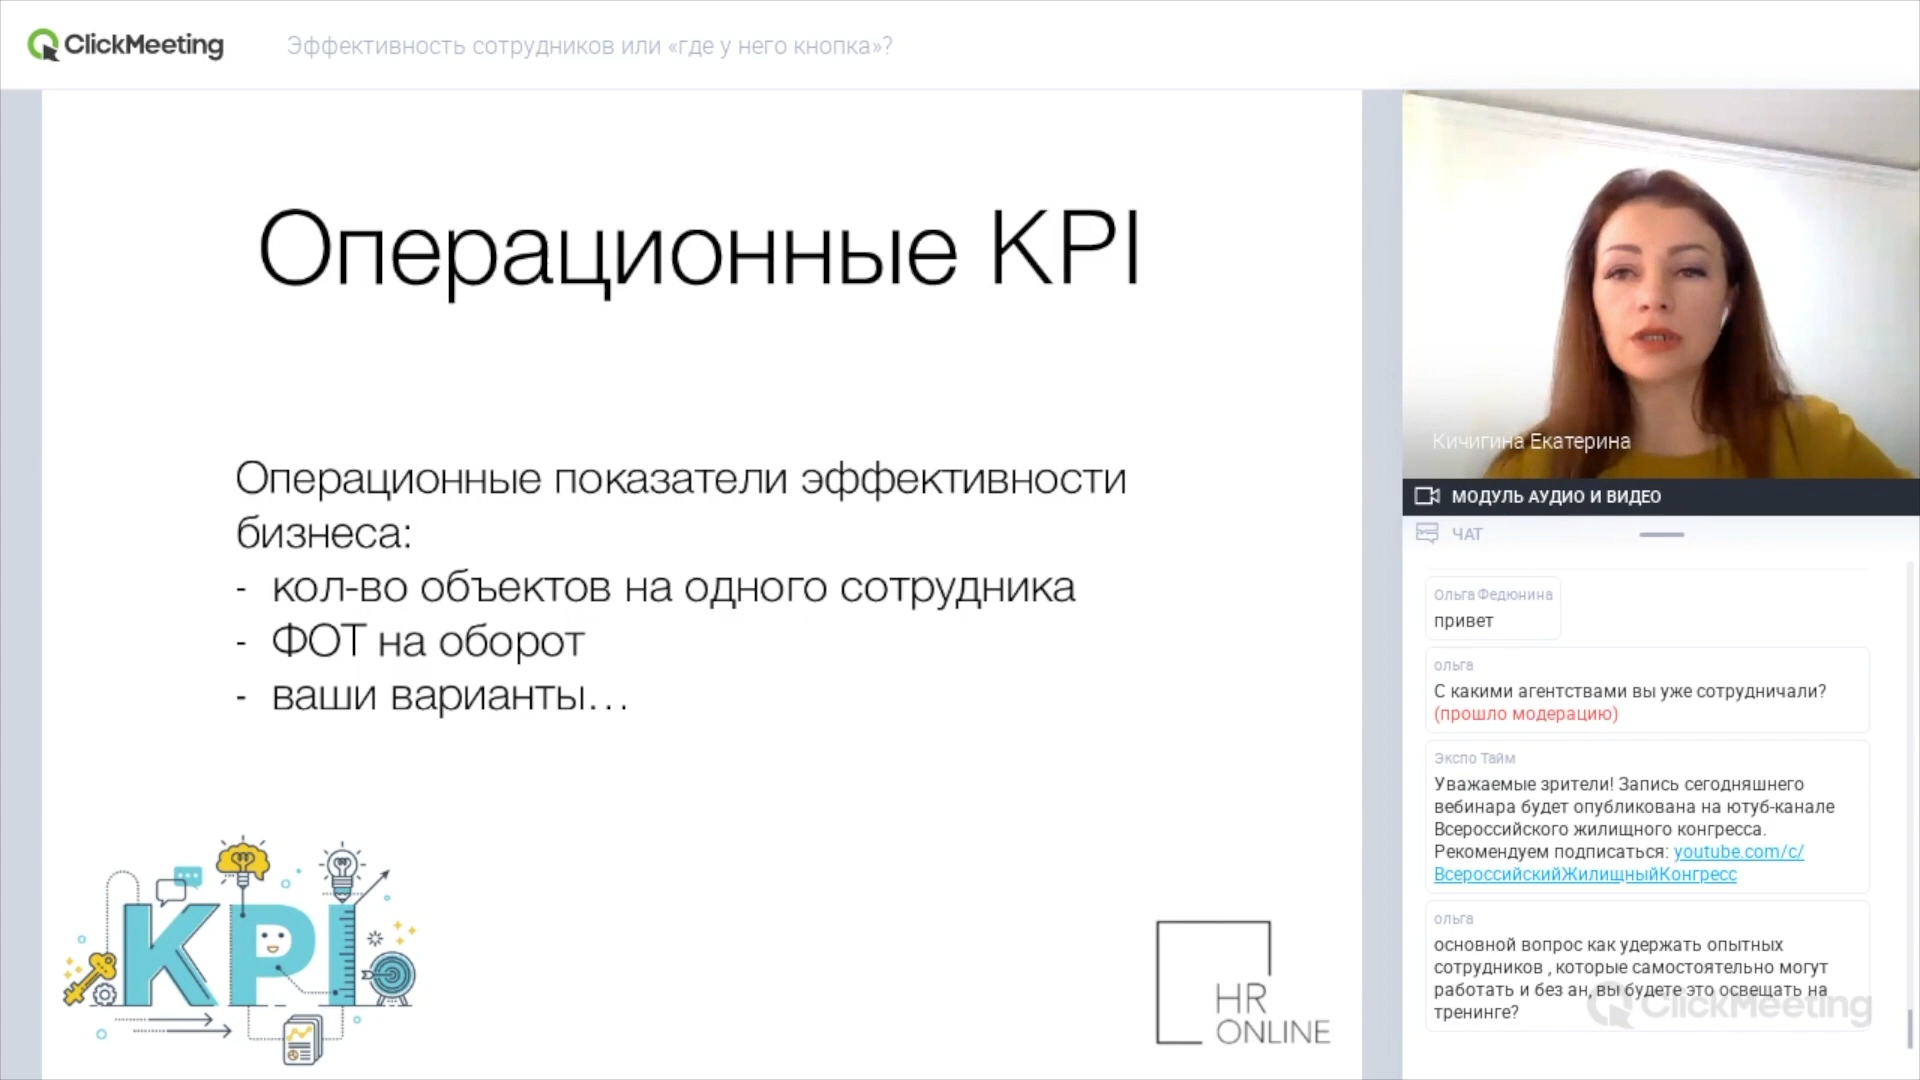 ClickMeeting
Эффективность сотрудников или «где у него кнопка»?
Операционные KPI
Операционные показатели эффективности
бизнеса:
- кол-во объектов на одного сотрудника
- ФОТ на оборот
- ваши варианты…
KPI
HR
ONLINE
Кичигина Екатерина
МОДУЛЬ АУДИО И ВИДЕО
ЧАТ
Ольга Федюнина
привет
ольга
С какими агентствами вы уже сотрудничали?
(прошло модерацию)
Экспо Тайм
Уважаемые зрители! Запись сегодняшнего
вебинара будет опубликована на ютуб-канале
Всероссийского жилищного конгресса.
Рекомендуем подписаться: youtube.com/c/
ВсероссийскийЖилищныйКонгресс
ольга
основной вопрос как удержать опытных
сотрудников , которые самостоятельно могут
работать и без ан, вы будете это освещать на
тренинге?
ClickMeeting